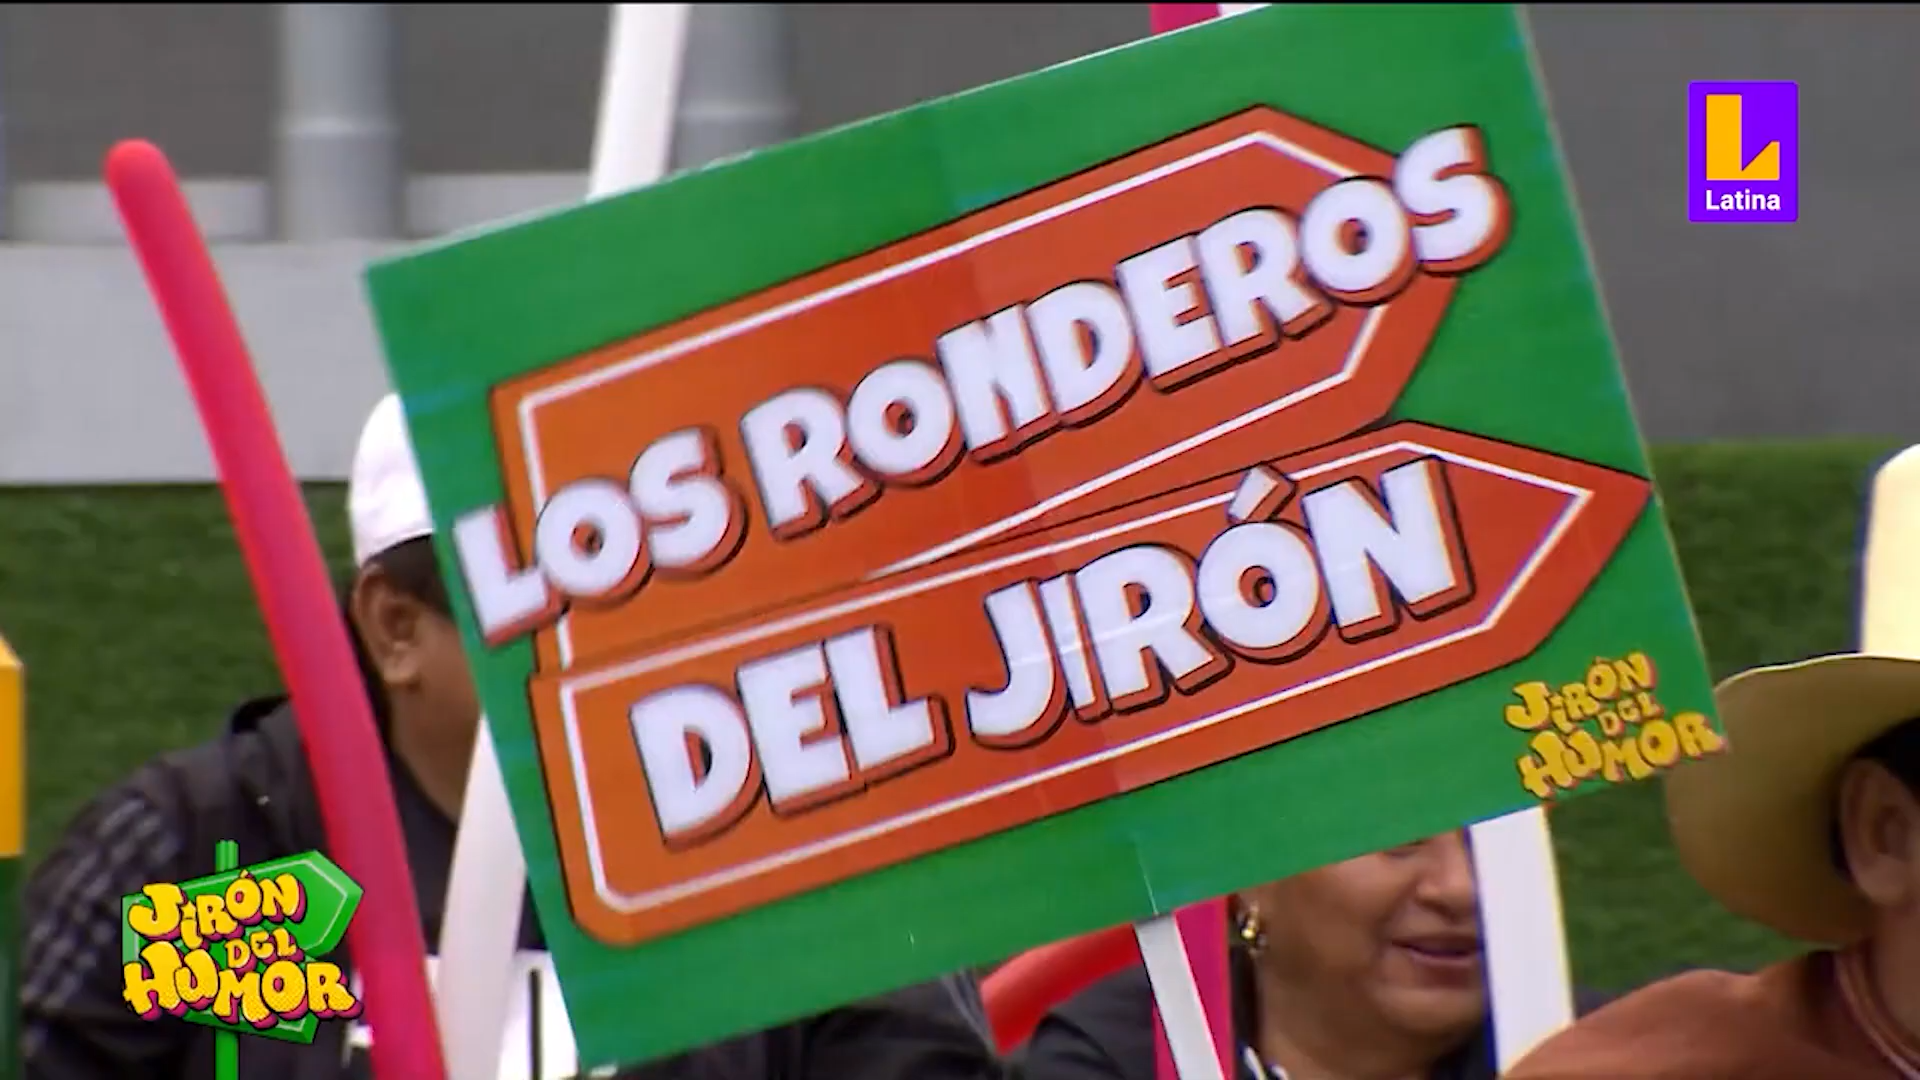 Latina
LOS RONDEROS
DEL JIRÓN
JIRÓN
DEL
HUMOR
JIRÓN
DEL
HUMOR